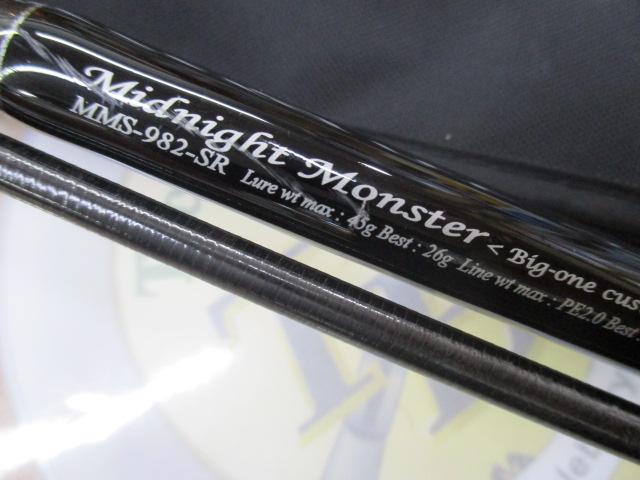 Midnight Monster < Big-one cus
MMS-982-SR Lure wt max : 45g Best : 26g Line wt max : PE2.0 Best :